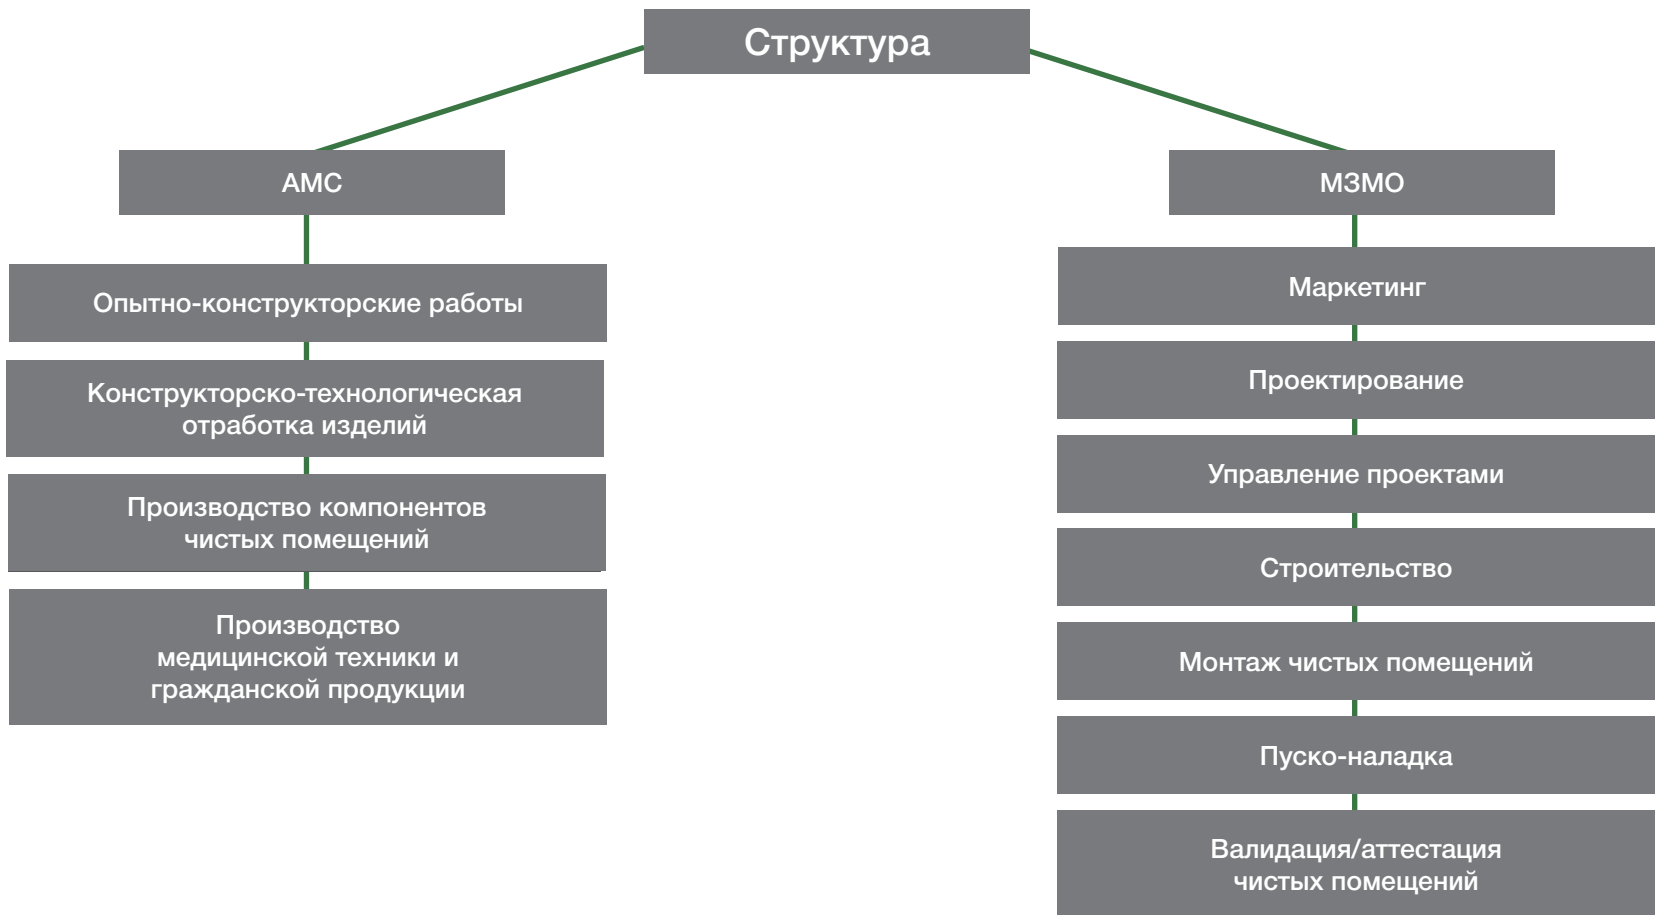 Структура
АМС
Опытно-конструкторские работы
Конструкторско-технологическая
отработка изделий
Производство компонентов
чистых помещений
Производство
медицинской техники и
гражданской продукции
МЗМО
Маркетинг
Проектирование
Управление проектами
Строительство
Монтаж чистых помещений
Пуско-наладка
Валидация/аттестация
чистых помещений